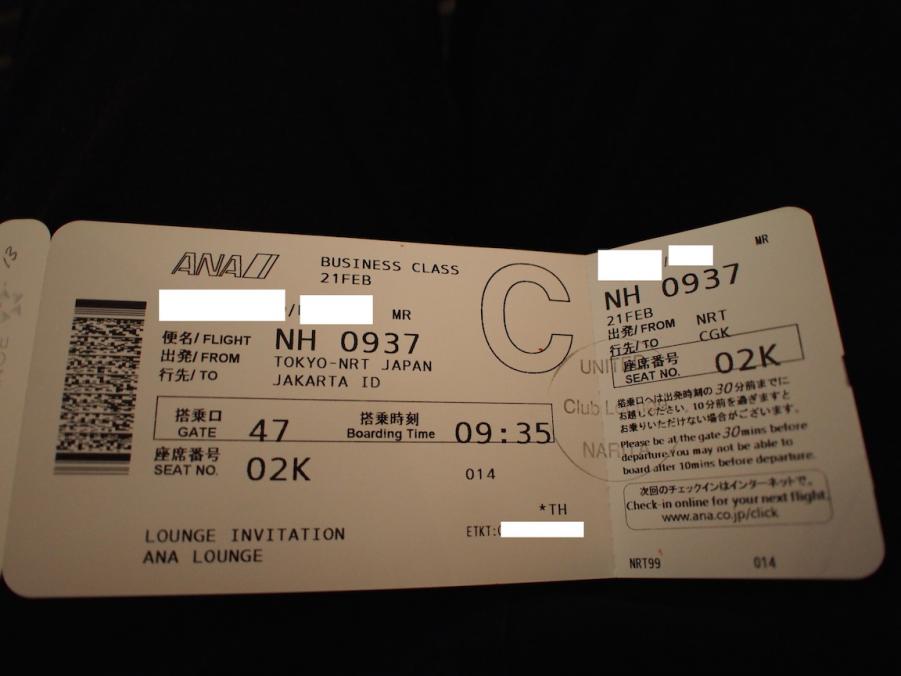 13
ANA
BUSINESS CLASS
21FEB
MR
便名/FLIGHT NH 0937
出発/FROM TOKYO-NRT JAPAN
行先/TO JAKARTA ID
搭乗口 搭乗時刻
GATE 47 Boarding Time 09:35
座席番号
SEAT NO. 02K
014
*TH
ETKT:
LOUNGE INVITATION
ANA LOUNGE
C
UNITED
Club
NARITA
MR
NH 0937
21FEB
出発/FROM NRT
行先/TO CGK
座席番号
SEAT NO. 02K
搭乗口へは出発時刻の30分前までに
お越しください。10分前を過ぎますと
お乗りいただけない場合がございます。
Please be at the gate 30mins before
departure.You may not be able to
board after 10mins before departure.
次回のチェックインはインターネットで。
Check-in online for your next flight.
www.ana.co.jp/click
NRT99 014